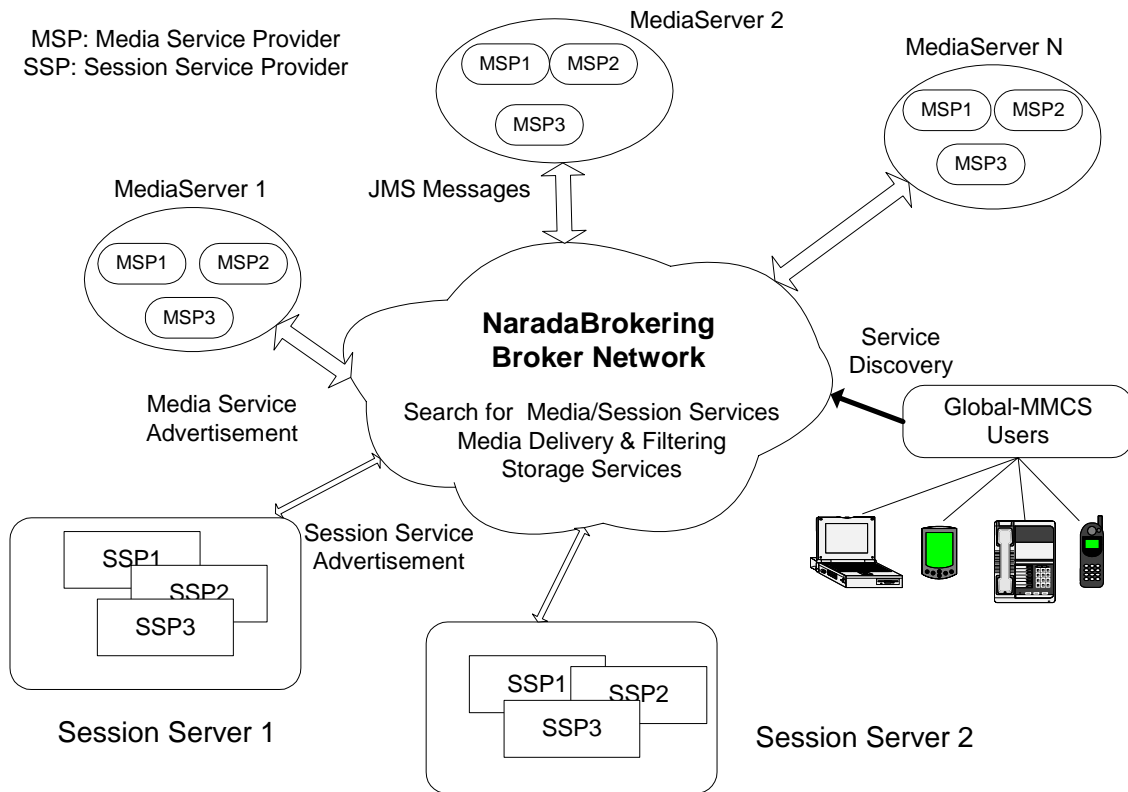 MSP: Media Service Provider
SSP: Session Service Provider
MediaServer 2
MSP1
MSP2
MSP3
MediaServer N
MSP1
MSP2
MSP3
JMS Messages
MediaServer 1
MSP1
MSP2
MSP3
NaradaBrokering
Broker Network
Search for Media/Session Services
Media Delivery & Filtering
Storage Services
Service
Discovery
Global-MMCS
Users
Media Service
Advertisement
Session Service
Advertisement
SSP1
SSP2
SSP3
Session Server 1
SSP1
SSP2
SSP3
Session Server 2